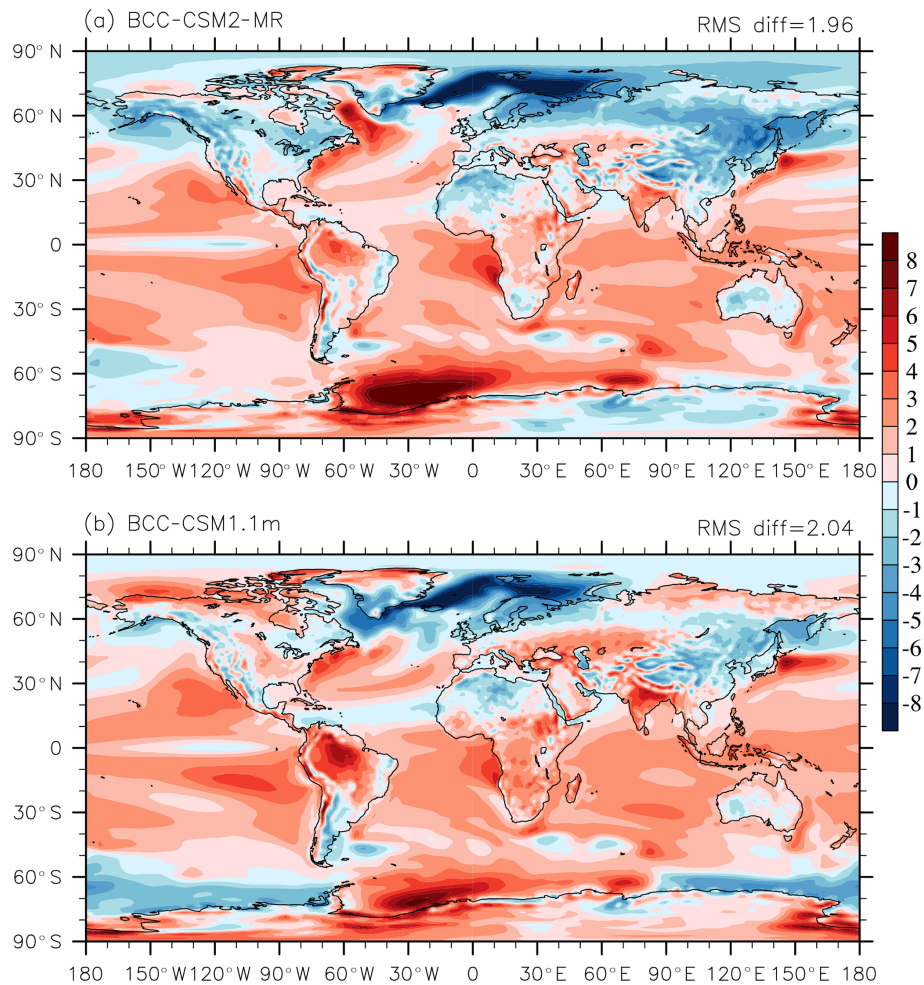 (a) BCC-CSM2-MR
RMS diff=1.96
90° N
60° N
30° N
0
30° S
60° S
90° S
180 150°W 120°W 90°W 60°W 30°W 0 30°E 60°E 90°E 120°E 150°E 180
(b) BCC-CSM1.1m
RMS diff=2.04
90° N
60° N
30° N
0
30° S
60° S
90° S
180 150°W 120°W 90°W 60°W 30°W 0 30°E 60°E 90°E 120°E 150°E 180
8
7
6
5
4
3
2
1
0
-1
-2
-3
-4
-5
-6
-7
-8